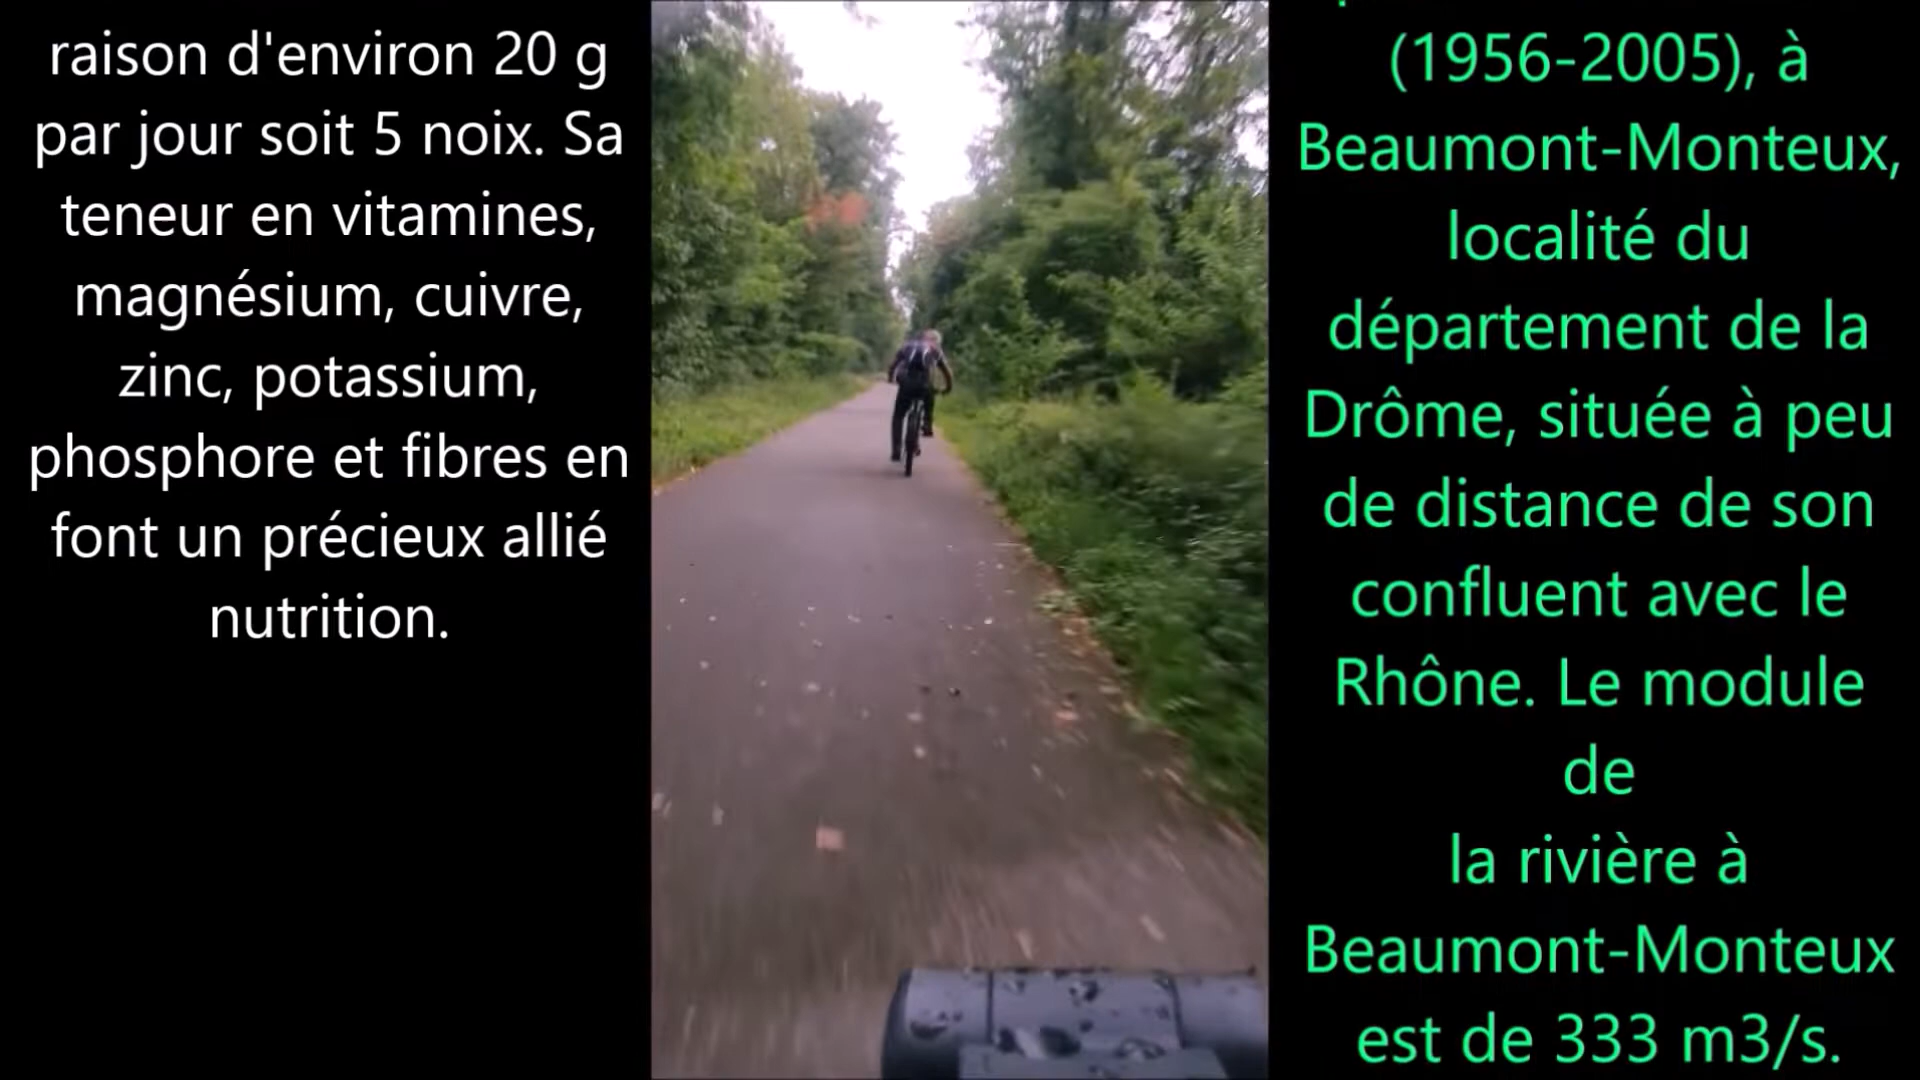 raison d'environ 20 g
par jour soit 5 noix. Sa
teneur en vitamines,
magnésium, cuivre,
zinc, potassium,
phosphore et fibres en
font un précieux allié
nutrition.
(1956-2005), à
Beaumont-Monteux,
localité du
département de la
Drôme, située à peu
de distance de son
confluent avec le
Rhône. Le module
de
la rivière à
Beaumont-Monteux
est de 333 m3/s.